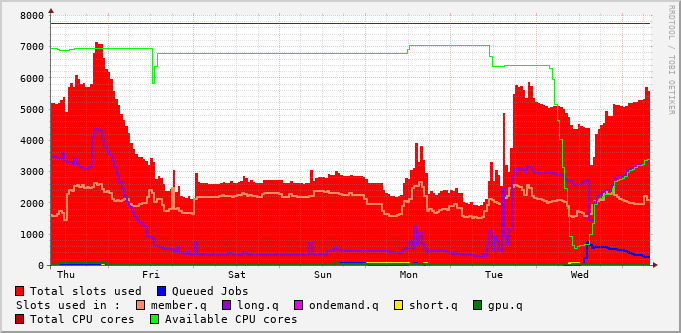 8000
7000
6000
5000
4000
3000
2000
1000
0
Thu Fri Sat Sun Mon Tue Wed
RRDTOOL / TOBI OETIKER
Total slots used Queued Jobs
Slots used in : member.q long.q ondemand.q short.q gpu.q
Total CPU cores Available CPU cores